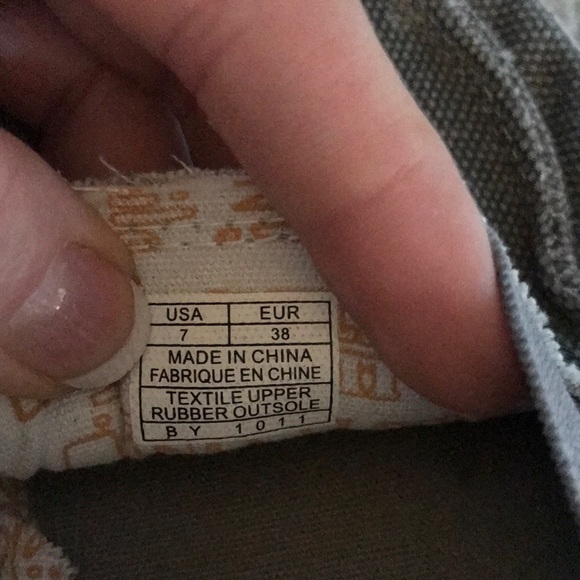 USA EUR
7 38
MADE IN CHINA
FABRIQUE EN CHINE
TEXTILE UPPER
RUBBER OUTSOLE
BY 1011